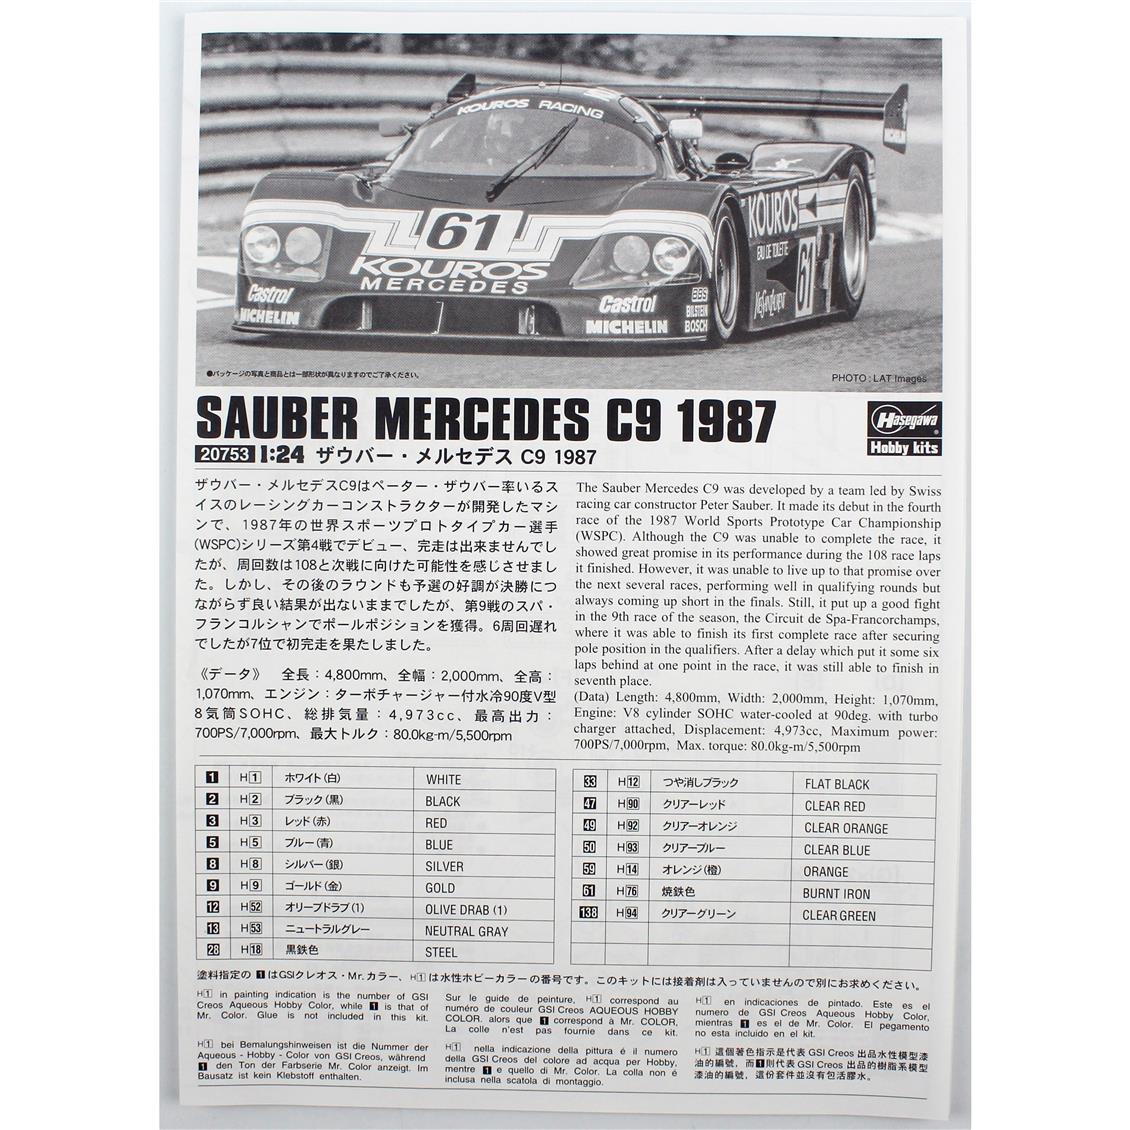 KOUROS RACING
61
KOUROS
MERCEDES
Castrol
MICHELIN
Castrol
MICHELIN
BBS
BILSTEIN
BOSCH
KOUROS
EAU DE TOILETTE
61
YVES SAINT LAURENT
●パッケージの写真と商品とは一部形状が異なりますのでご了承ください。
PHOTO : LAT Images
SAUBER MERCEDES C9 1987
Hasegawa
Hobby kits
20753 1:24 ザウバー・メルセデス C9 1987
ザウバー・メルセデスC9はペーター・ザウバー率いるス
イスのレーシングカーコンストラクターが開発したマシ
ンで、1987年の世界スポーツプロトタイプカー選手
(WSPC)シリーズ第4戦でデビュー、完走は出来ませんでし
たが、周回数は108と次戦に向けた可能性を感じさせまし
た。しかし、その後のラウンドも予選の好調が決勝につ
ながらず良い結果が出ないままでしたが、第9戦のスパ・
フランコルシャンでポールポジションを獲得。6周回遅れ
でしたが7位で初完走を果たしました。
《データ》 全長：4,800mm、全幅：2,000mm、全高：
1,070mm、エンジン：ターボチャージャー付水冷90度V型
8気筒SOHC、総排気量：4,973cc、最高出力：
700PS/7,000rpm、最大トルク：80.0kg-m/5,500rpm
The Sauber Mercedes C9 was developed by a team led by Swiss
racing car constructor Peter Sauber. It made its debut in the fourth
race of the 1987 World Sports Prototype Car Championship
(WSPC). Although the C9 was unable to complete the race, it
showed great promise in its performance during the 108 race laps
it finished. However, it was unable to live up to that promise over
the next several races, performing well in qualifying rounds but
always coming up short in the finals. Still, it put up a good fight
in the 9th race of the season, the Circuit de Spa-Francorchamps,
where it was able to finish its first complete race after securing
pole position in the qualifiers. After a delay which put it some six
laps behind at one point in the race, it was still able to finish in
seventh place.
(Data) Length: 4,800mm, Width: 2,000mm, Height: 1,070mm,
Engine: V8 cylinder SOHC water-cooled at 90deg. with turbo
charger attached, Displacement: 4,973cc, Maximum power:
700PS/7,000rpm, Max. torque: 80.0kg-m/5,500rpm
1 H1 ホワイト(白) WHITE
2 H2 ブラック(黒) BLACK
3 H3 レッド(赤) RED
5 H5 ブルー(青) BLUE
8 H8 シルバー(銀) SILVER
9 H9 ゴールド(金) GOLD
12 H52 オリーブドラブ(1) OLIVE DRAB (1)
13 H53 ニュートラルグレー NEUTRAL GRAY
28 H18 黒鉄色 STEEL
33 H12 つや消しブラック FLAT BLACK
47 H90 クリアーレッド CLEAR RED
49 H92 クリアーオレンジ CLEAR ORANGE
50 H93 クリアーブルー CLEAR BLUE
59 H14 オレンジ(橙) ORANGE
61 H76 焼鉄色 BURNT IRON
138 H94 クリアーグリーン CLEAR GREEN
塗料指定の 1 はGSIクレオス・Mr.カラー、H1 は水性ホビーカラーの番号です。このキットには接着剤は入っていませんので別にお求めください。
H1 in painting indication is the number of GSI
Creos Aqueous Hobby Color, while 1 is that of
Mr. Color. Glue is not included in this kit.
Sur le guide de peinture, H1 correspond au
numéro de couleur GSI Creos AQUEOUS HOBBY
COLOR. alors que 1 correspond à Mr. COLOR,
La colle n'est pas fournie dans ce kit.
H1 en indicaciones de pintado. Este es el
numero de GSI Creos Aqueous Hobby Color,
mientras 1 es el de Mr. Color. El pegamento
no esta incluido en el kit.
H1 bei Bemalungshinweisen ist die Nummer der
Aqueous - Hobby - Color von GSI Creos, während
1 den Ton der Farbserie Mr. Color anzeigt. Im
Bausatz ist kein Klebstoff enthalten.
H1 nella indicazione della pittura é il numero
della GSI Creos del colore ad acqua per Hobby,
mentre 1 e quello di Mr. Color. La colla non é
inclusa nella scatola di montaggio.
H1 這個著色指示是代表 GSI Creos 出品水性模型漆
油的編號，而1則代表 GSI Creos 出品的樹脂系模型
漆油的編號，這份套件並沒有包括膠水。